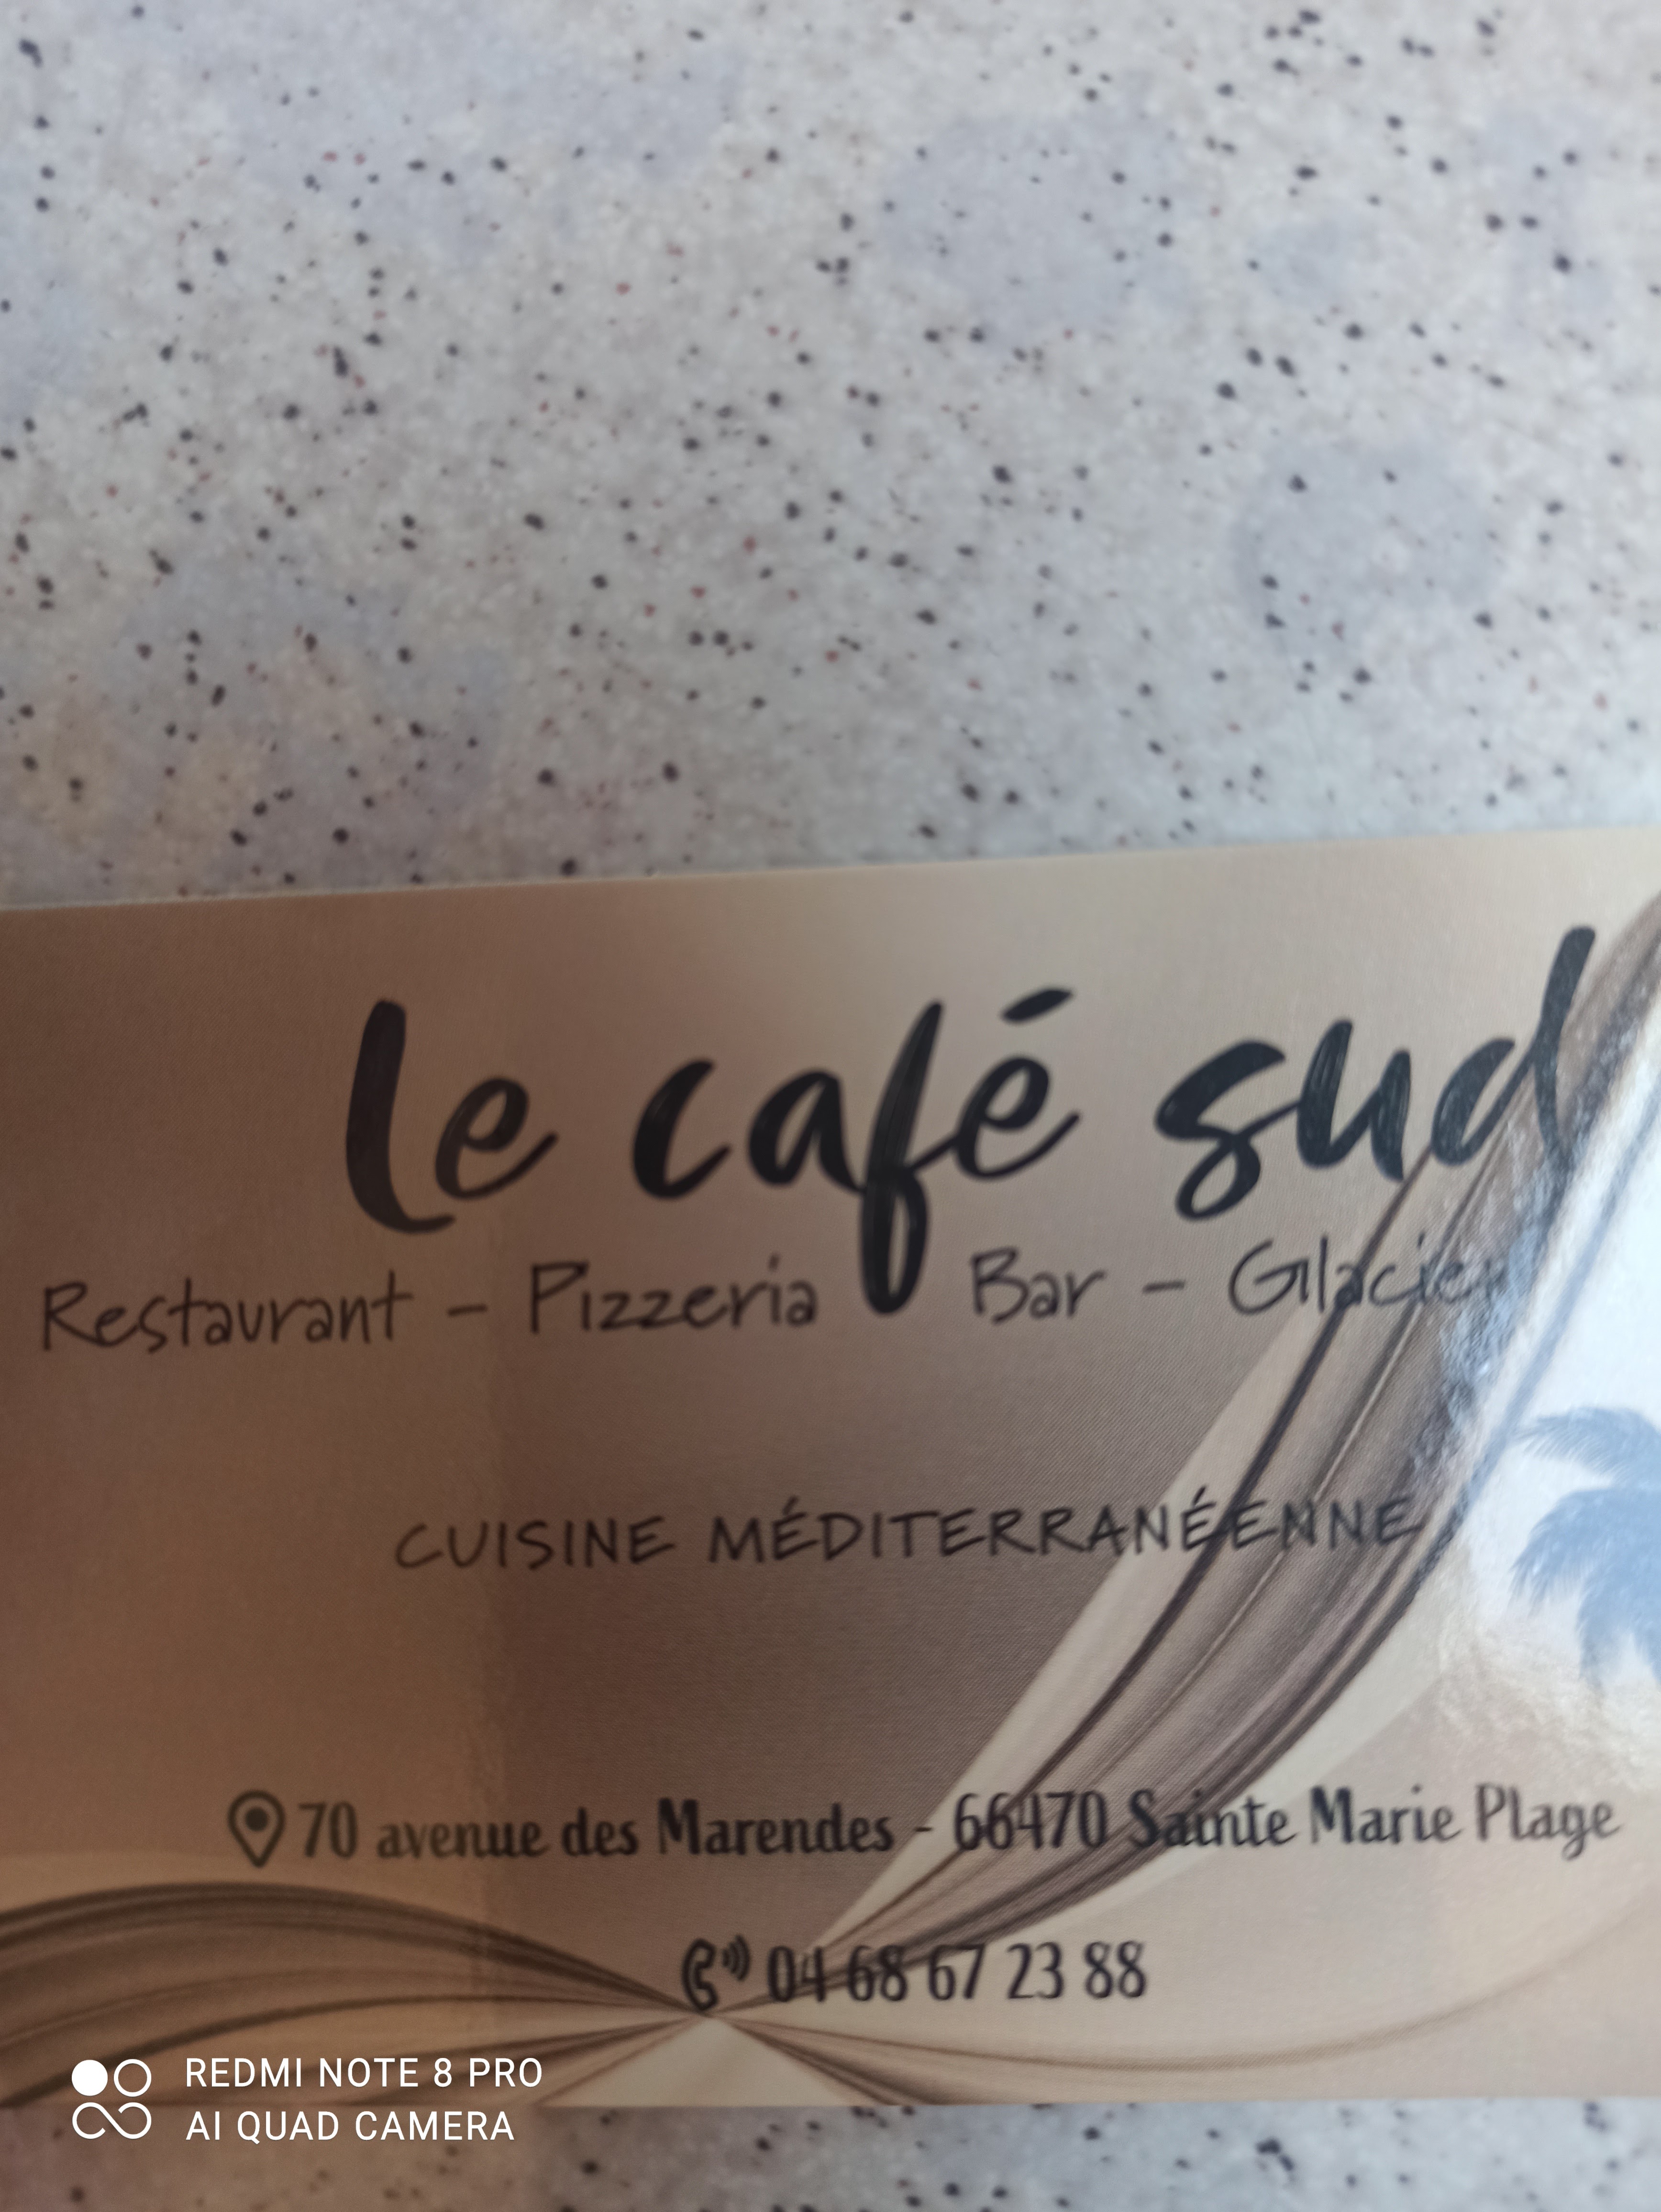 le café sud
Restaurant - Pizzeria Bar - Glacier
CUISINE MÉDITERRANÉENNE
70 avenue des Marendes - 66470 Sainte Marie Plage
04 68 67 23 88
REDMI NOTE 8 PRO
AI QUAD CAMERA